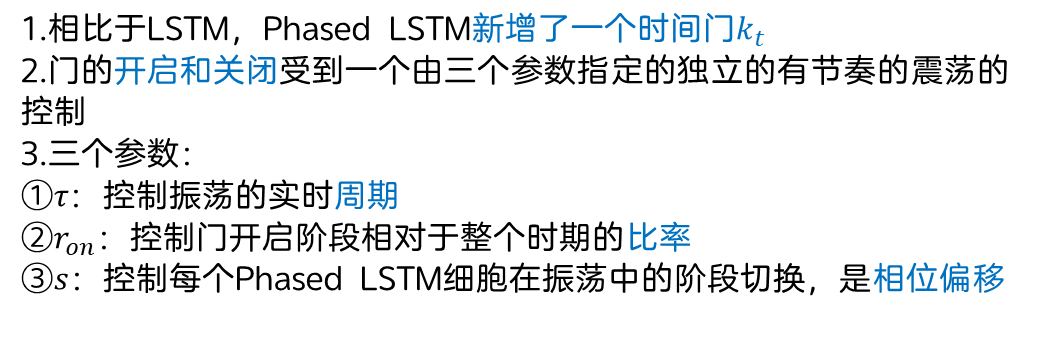 1.相比于LSTM，Phased LSTM新增了一个时间门kₜ
2.门的开启和关闭受到一个由三个参数指定的独立的有节奏的震荡的
控制
3.三个参数：
①τ：控制振荡的实时周期
②r_on：控制门开启阶段相对于整个时期的比率
③s：控制每个Phased LSTM细胞在振荡中的阶段切换，是相位偏移